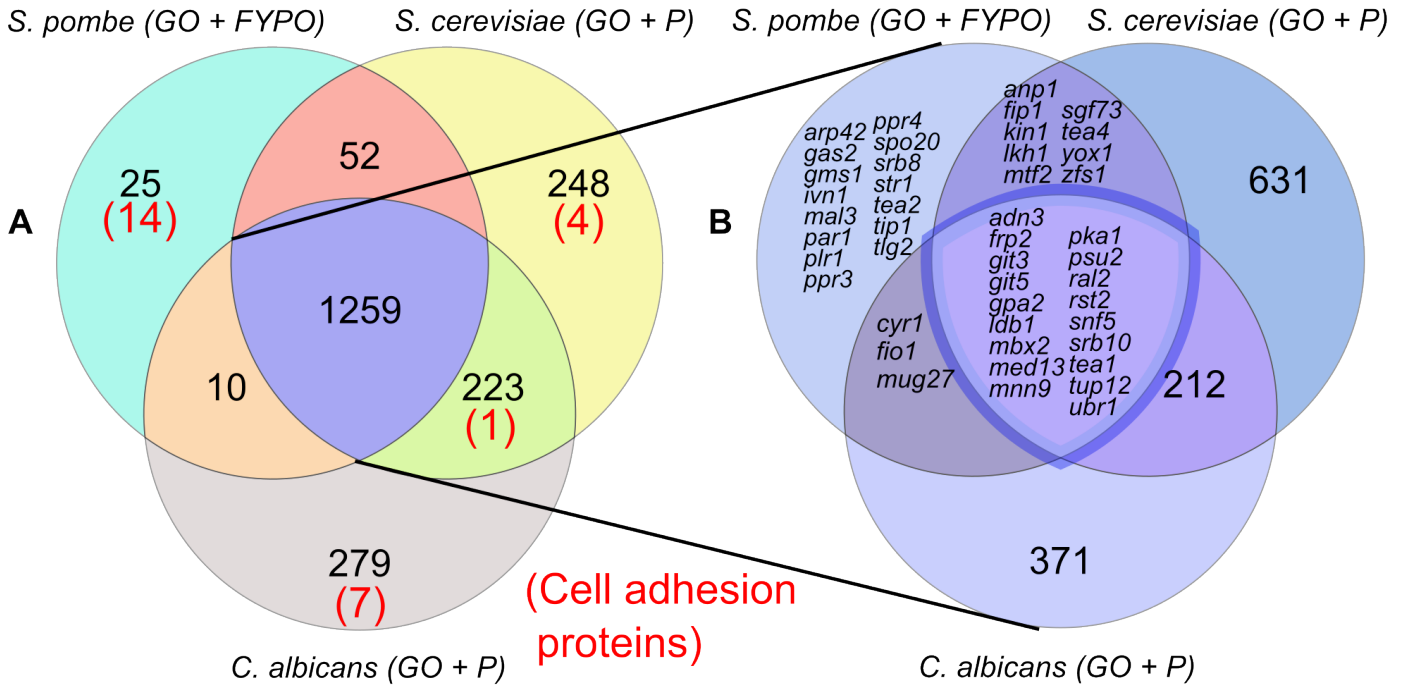 S. pombe (GO + FYPO)
S. cerevisiae (GO + P)
A
25
(14)
52
248
(4)
1259
10
223
(1)
279
(7)
C. albicans (GO + P)
(Cell adhesion
proteins)
S. pombe (GO + FYPO)
S. cerevisiae (GO + P)
B
arp42
gas2
gms1
ivn1
mal3
par1
plr1
ppr3
ppr4
spo20
srb8
str1
tea2
tip1
tlg2
anp1
fip1
kin1
lkh1
mtf2
sgf73
tea4
yox1
zfs1
631
adn3
frp2
git3
git5
gpa2
ldb1
mbx2
med13
mnn9
pka1
psu2
ral2
rst2
snf5
srb10
tea1
tup12
ubr1
cyr1
fio1
mug27
212
371
C. albicans (GO + P)